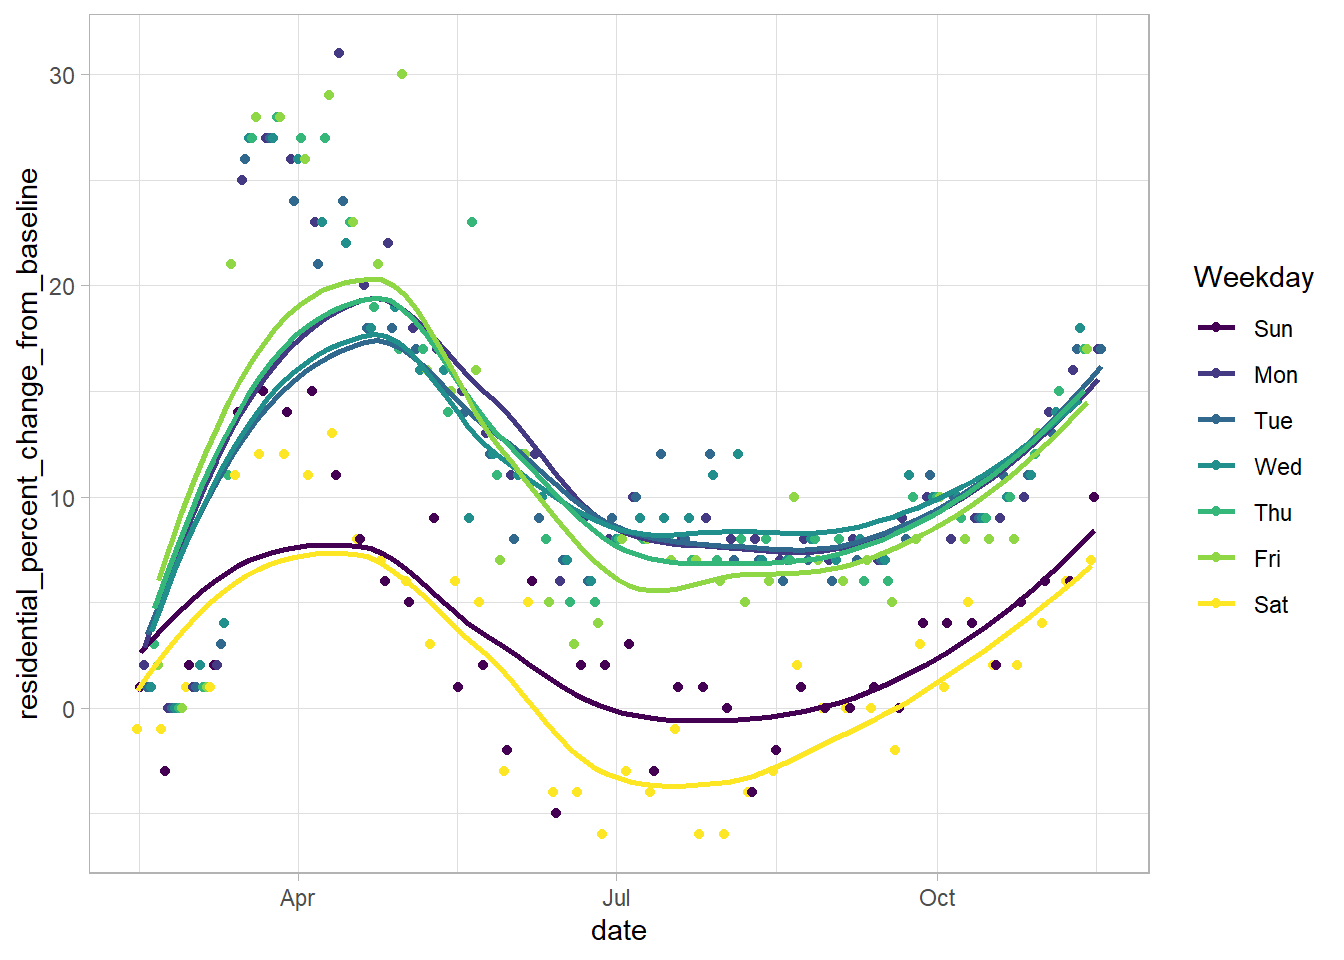 residential_percent_change_from_baseline
30
20
10
0
Apr
Jul
Oct
date
Weekday
Sun
Mon
Tue
Wed
Thu
Fri
Sat